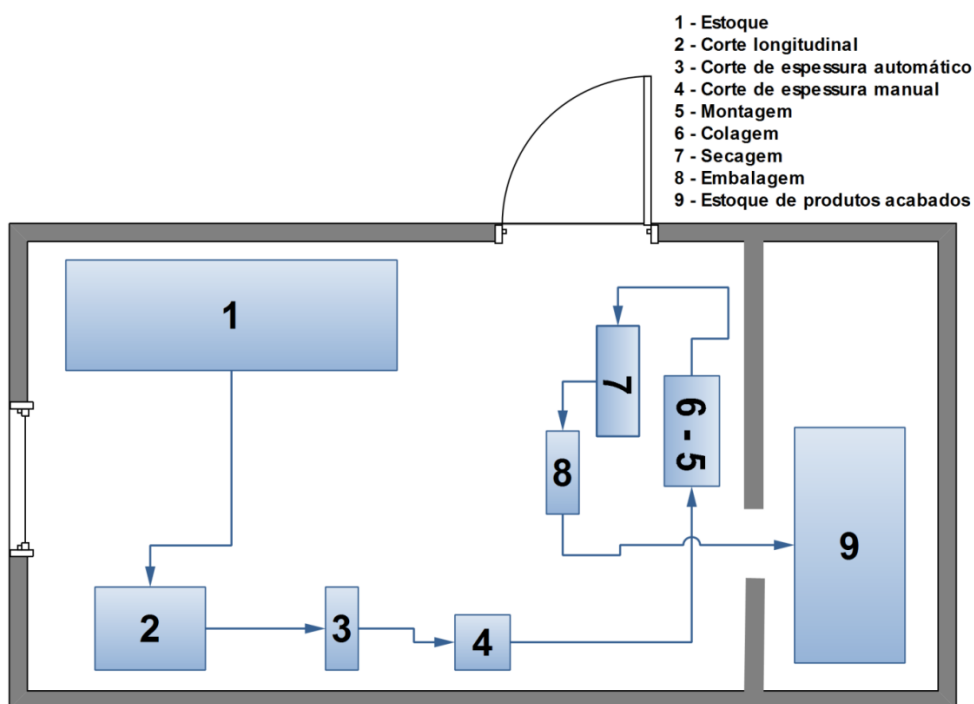 1 - Estoque
2 - Corte longitudinal
3 - Corte de espessura automático
4 - Corte de espessura manual
5 - Montagem
6 - Colagem
7 - Secagem
8 - Embalagem
9 - Estoque de produtos acabados
1
7
6 - 5
8
9
2
3
4